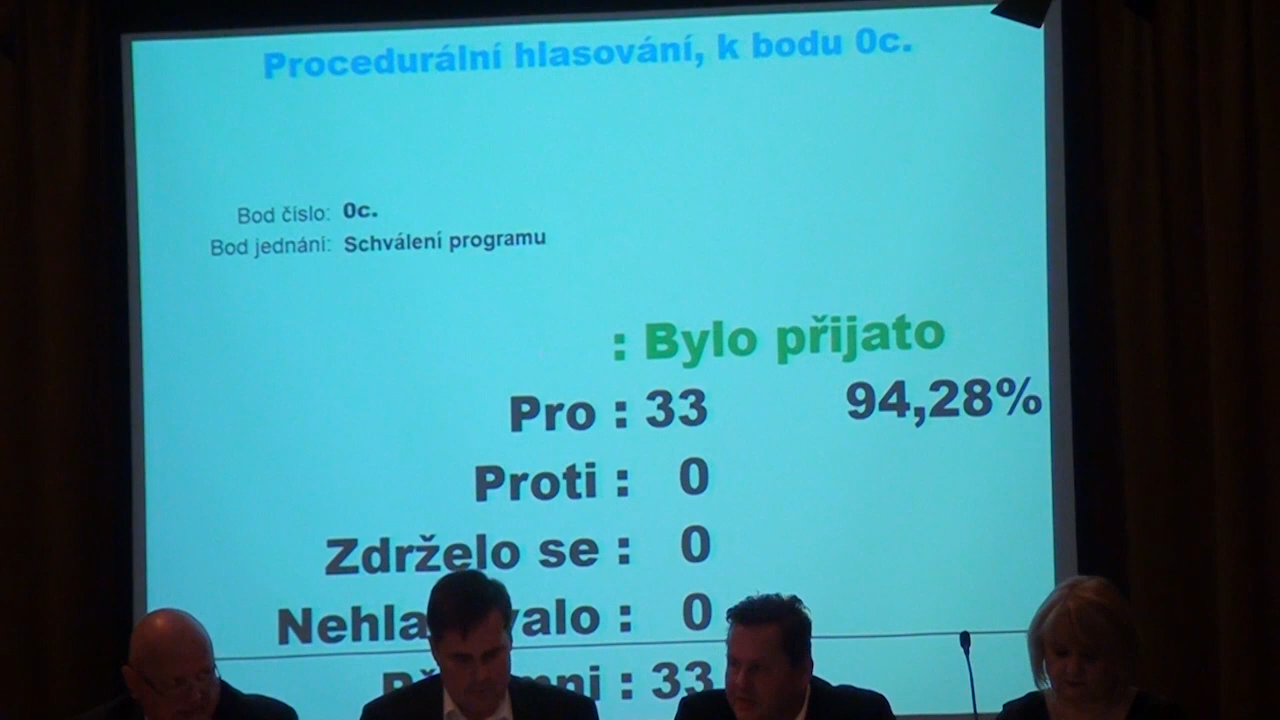 Procedurální hlasování, k bodu 0c.
Bod číslo: 0c.
Bod jednání: Schválení programu
: Bylo přijato
Pro : 33 94,28%
Proti : 0
Zdrželo se : 0
: 0
: 33